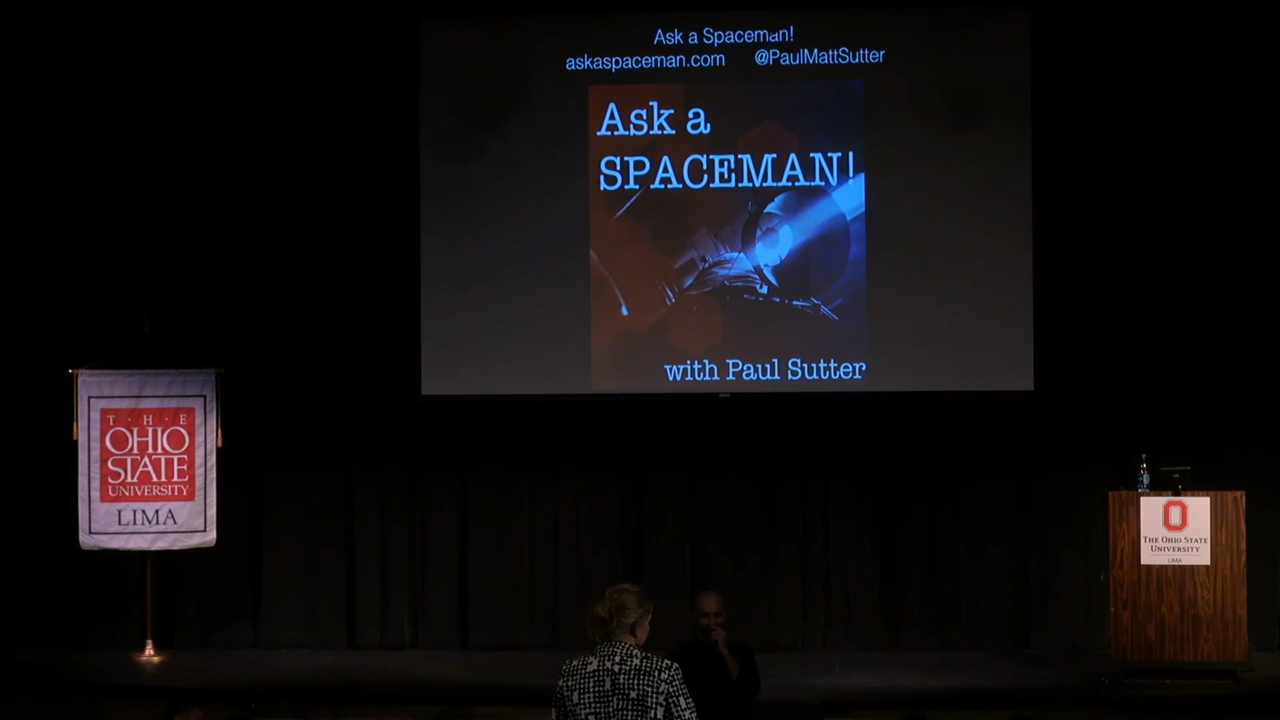 Ask a Spaceman!
askaspaceman.com @PaulMattSutter
Ask a
SPACEMAN!
with Paul Sutter
THE
OHIO
STATE
UNIVERSITY
LIMA
THE OHIO STATE
UNIVERSITY
LIMA